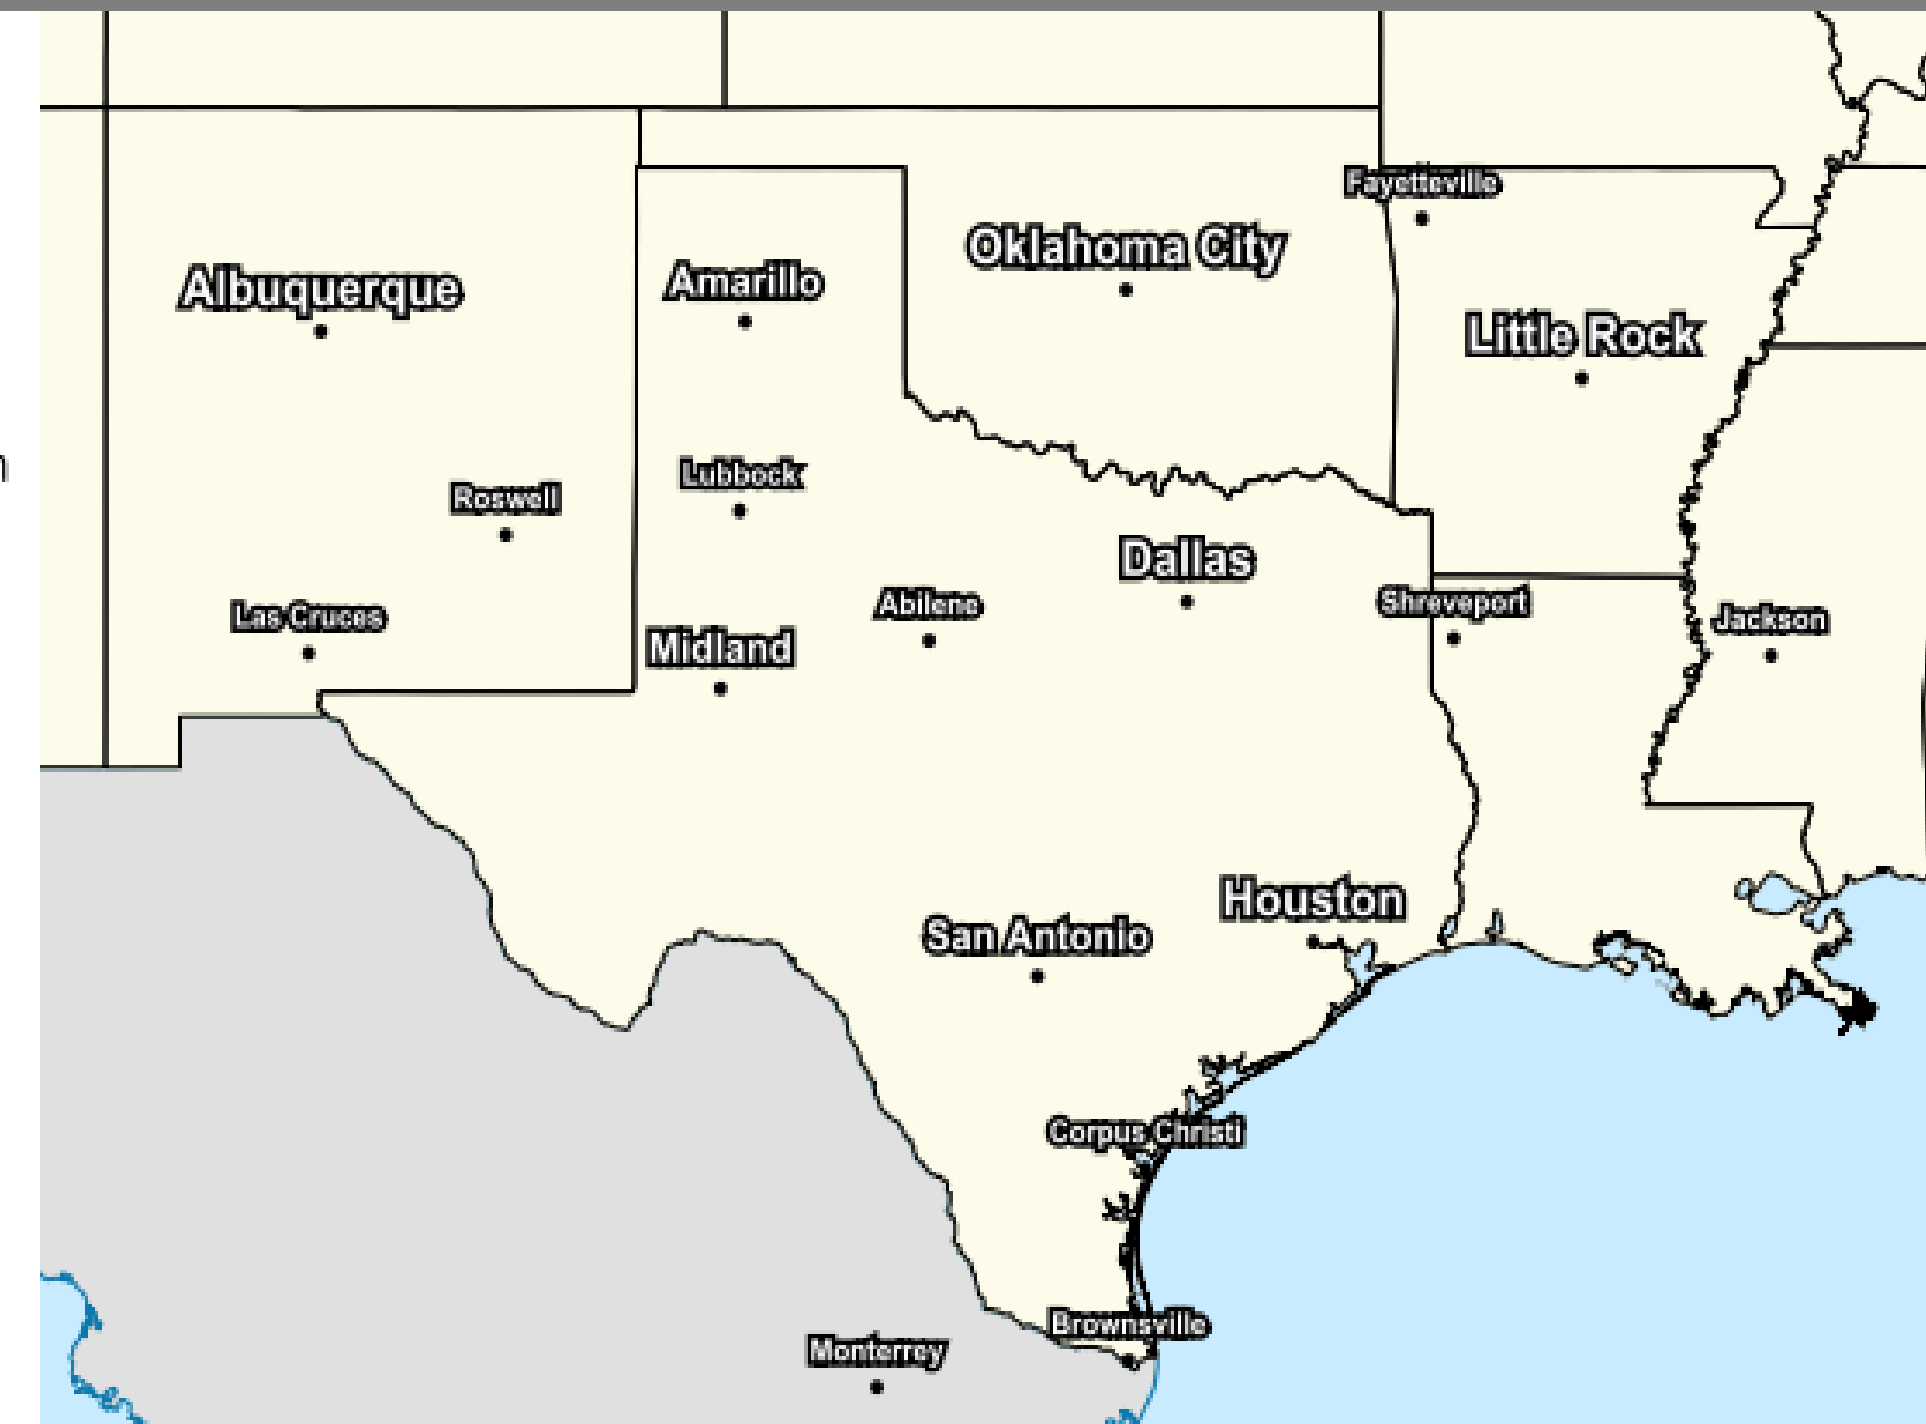 Fayetteville
Oklahoma City
Albuquerque
Amarillo
Little Rock
n
Lubbock
Roswell
Dallas
Abilene
Shreveport
Las Cruces
Jackson
Midland
Houston
San Antonio
Corpus Christi
Brownsville
Monterrey